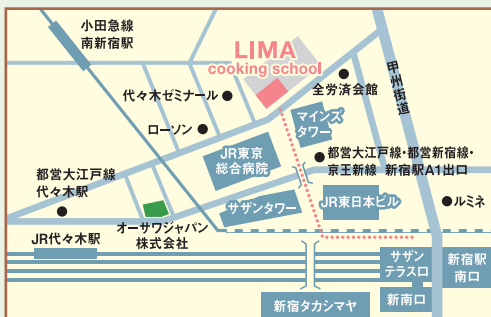 小田急線
南新宿駅
LIMA
cooking school
甲州街道
全労済会館
代々木ゼミナール
マインズ
タワー
ローソン
JR東京
総合病院
都営大江戸線・都営新宿線・
京王新線 新宿駅A1出口
都営大江戸線
代々木駅
サザンタワー
JR東日本ビル
ルミネ
オーサワジャパン
株式会社
JR代々木駅
サザン
テラス口
新宿駅
南口
新宿タカシマヤ
新南口